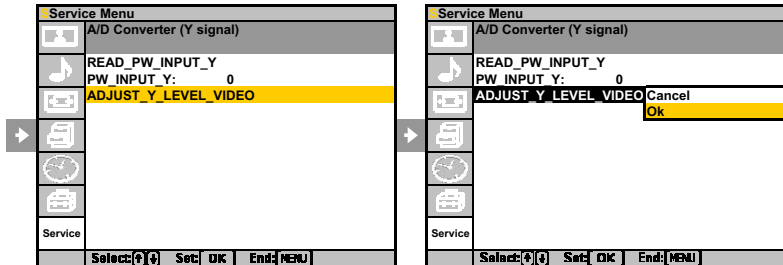 Service Menu
A/D Converter (Y signal)
READ_PW_INPUT_Y
PW_INPUT_Y: 0
ADJUST_Y_LEVEL_VIDEO
Service
Select: Set:[ OK ] End:[MENU]
Service Menu
A/D Converter (Y signal)
READ_PW_INPUT_Y
PW_INPUT_Y: 0
ADJUST_Y_LEVEL_VIDEO Cancel
Ok
Service
Select: Set:[ OK ] End:[MENU]